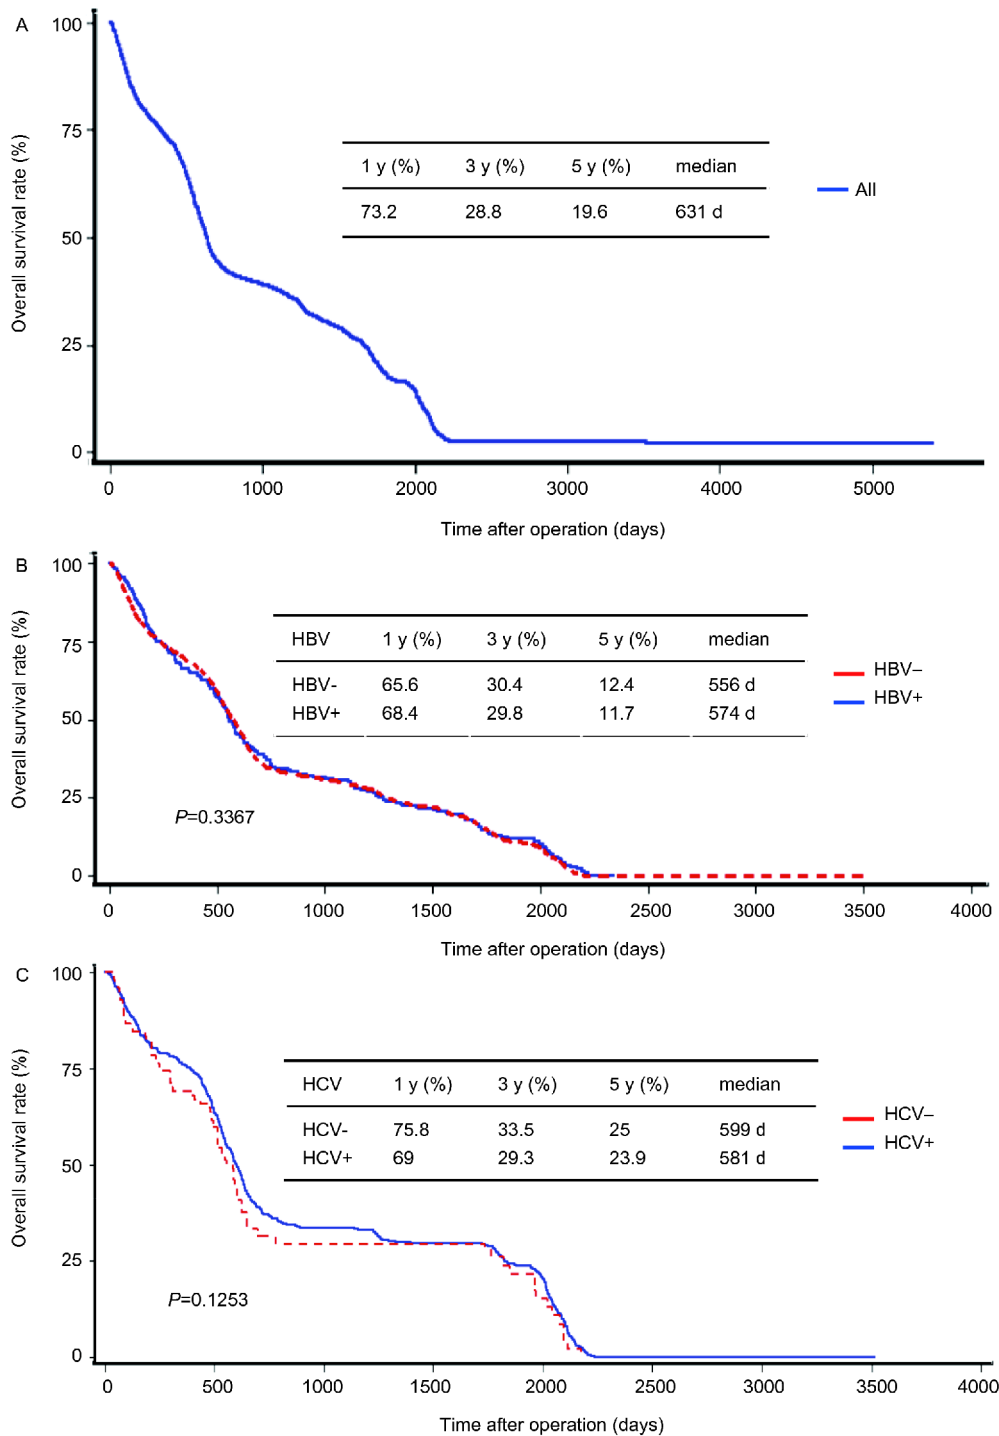 A
Overall survival rate (%)
100
75
50
25
0
1 y (%) 3 y (%) 5 y (%) median
73.2 28.8 19.6 631 d
All
0 1000 2000 3000 4000 5000
Time after operation (days)
B
Overall survival rate (%)
100
75
50
25
0
HBV 1 y (%) 3 y (%) 5 y (%) median
HBV- 65.6 30.4 12.4 556 d
HBV+ 68.4 29.8 11.7 574 d
HBV–
HBV+
P=0.3367
0 500 1000 1500 2000 2500 3000 3500 4000
Time after operation (days)
C
Overall survival rate (%)
100
75
50
25
0
HCV 1 y (%) 3 y (%) 5 y (%) median
HCV- 75.8 33.5 25 599 d
HCV+ 69 29.3 23.9 581 d
HCV–
HCV+
P=0.1253
0 500 1000 1500 2000 2500 3000 3500 4000
Time after operation (days)